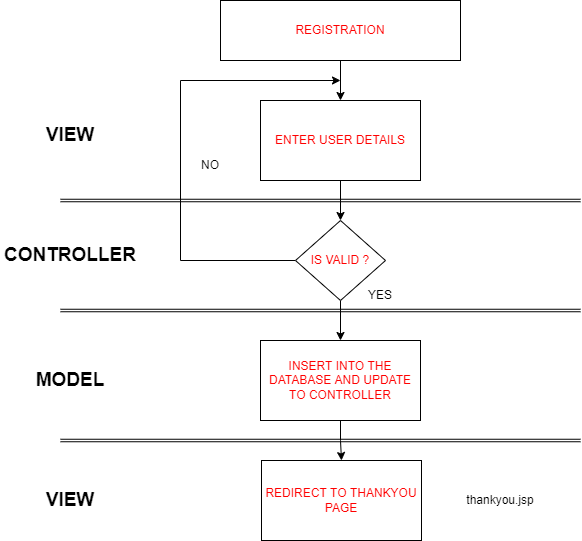 REGISTRATION
VIEW
ENTER USER DETAILS
NO
CONTROLLER
IS VALID ?
YES
MODEL
INSERT INTO THE
DATABASE AND UPDATE
TO CONTROLLER
VIEW
REDIRECT TO THANKYOU
PAGE
thankyou.jsp